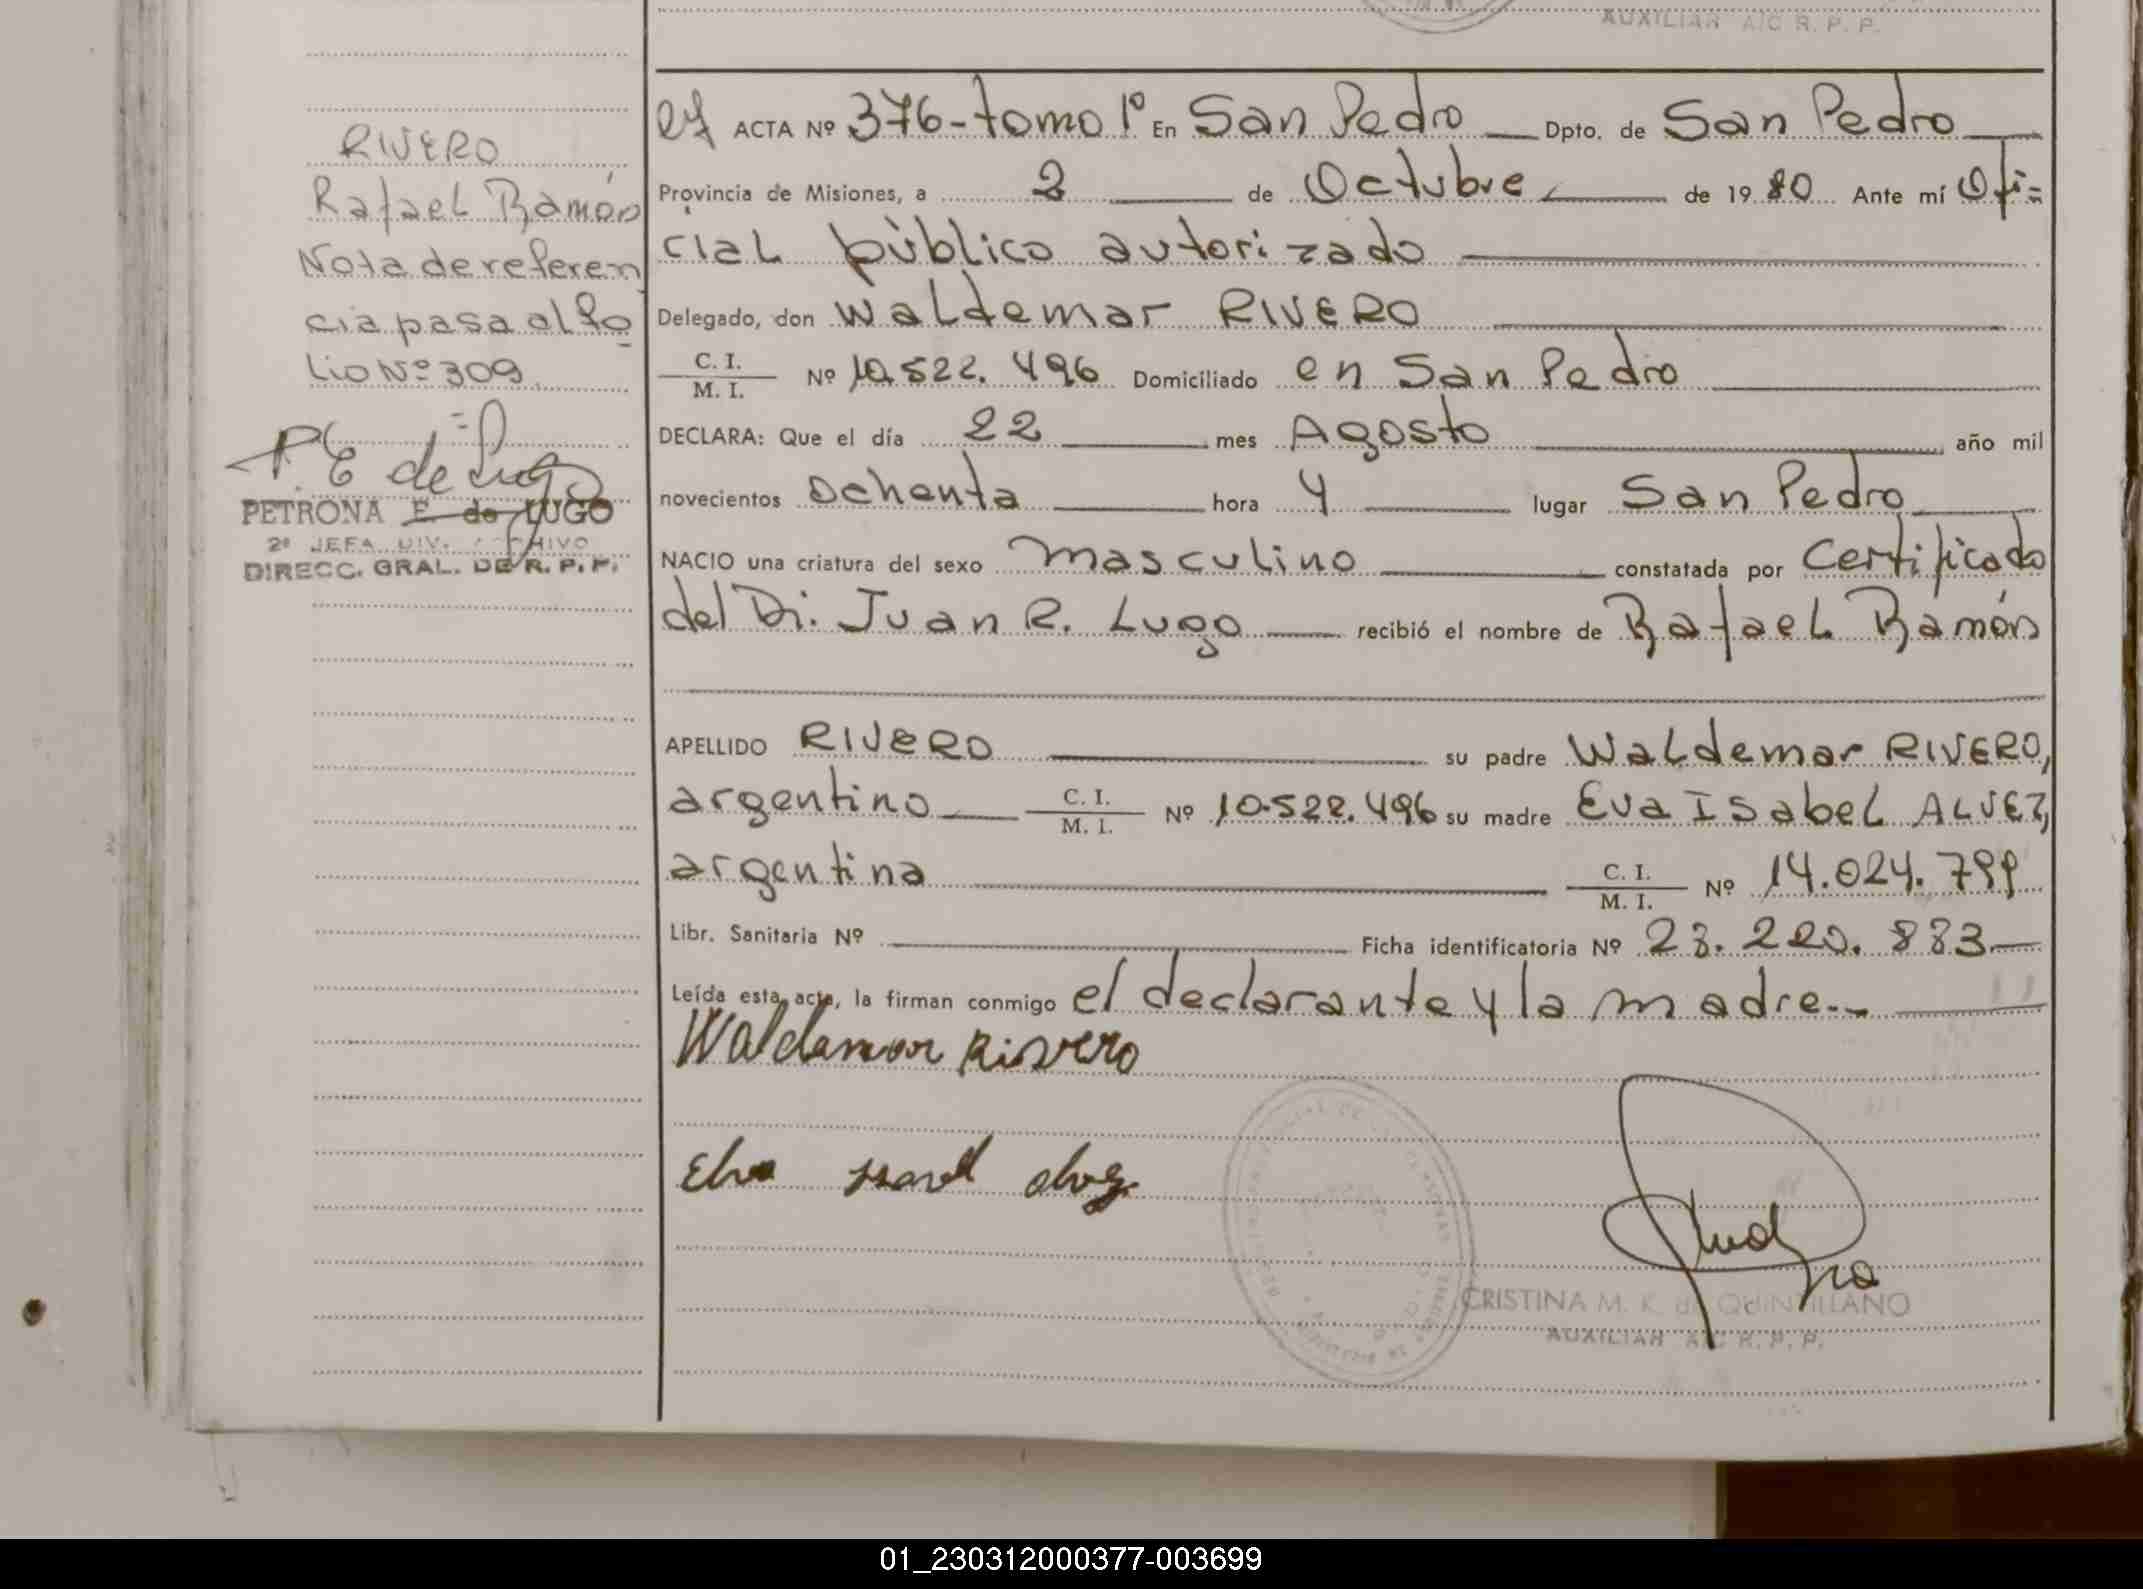 AUXILIAR A/C R. P. P.
RIVERO
Rafael Ramón
Nota de referen
cia pasa al fo
lio Nº 309
P E de Lugo
PETRONA E. de LUGO
2º JEFA DIV. ARCHIVO
DIRECC. GRAL. DE R. P. P.
ACTA Nº 376 - tomo 1º En San Pedro Dpto. de San Pedro
Provincia de Misiones, a 2 de Octubre de 1980 Ante mí Ofi=
cial público autorizado
Delegado, don Waldemar RIVERO
C. I.
M. I. Nº 10.522.496 Domiciliado en San Pedro
DECLARA: Que el día 22 mes Agosto año mil
novecientos Ochenta hora 4 lugar San Pedro
NACIO una criatura del sexo masculino constatada por Certificado
del Dr. Juan R. Lugo recibió el nombre de Rafael Ramón
APELLIDO RIVERO su padre Waldemar RIVERO,
argentino C. I. M. I. Nº 10.522.496 su madre Eva Isabel ALVEZ,
argentina C. I. M. I. Nº 14.024.799
Libr. Sanitaria Nº Ficha identificatoria Nº 28.220.883
Leída esta acta, la firman conmigo el declarante y la madre.--
Waldemar Rivero
CRISTINA M. K. de QUINTILLANO
AUXILIAR A/C R. P. P.
01_230312000377-003699